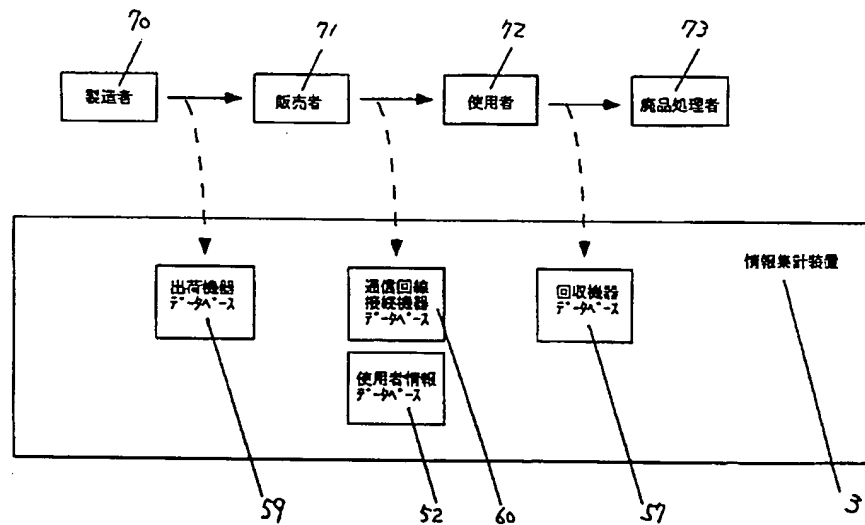 70
71
72
73
製造者
販売者
使用者
廃品処理者
出荷機器
データベース
通信回線
接続機器
データベース
使用者情報
データベース
回収機器
データベース
情報集計装置
59
52
60
57
3